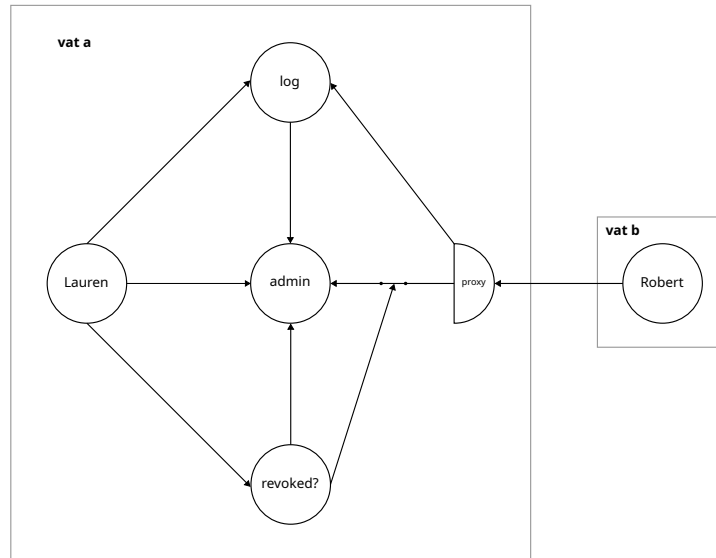 vat a
log
vat b
Lauren
admin
proxy
Robert
revoked?